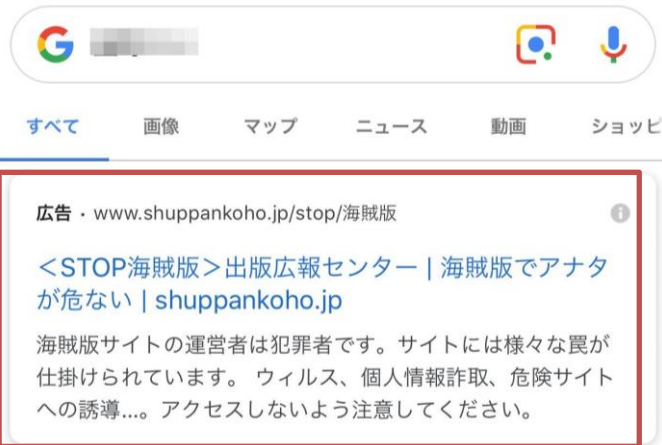 すべて 画像 マップ ニュース 動画 ショッピ
広告・www.shuppankoho.jp/stop/海賊版
＜STOP海賊版＞出版広報センター | 海賊版でアナタ
が危ない | shuppankoho.jp
海賊版サイトの運営者は犯罪者です。サイトには様々な罠が
仕掛けられています。 ウィルス、個人情報詐取、危険サイト
への誘導...。アクセスしないよう注意してください。